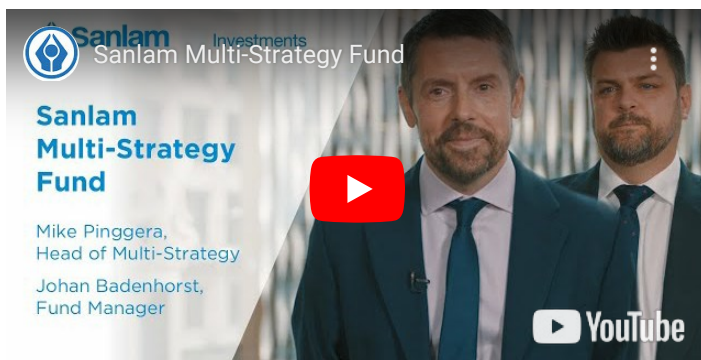 Sanlam Investments
Sanlam Multi-Strategy Fund
Sanlam
Multi-Strategy
Fund
Mike Pinggera,
Head of Multi-Strategy
Johan Badenhorst,
Fund Manager
YouTube